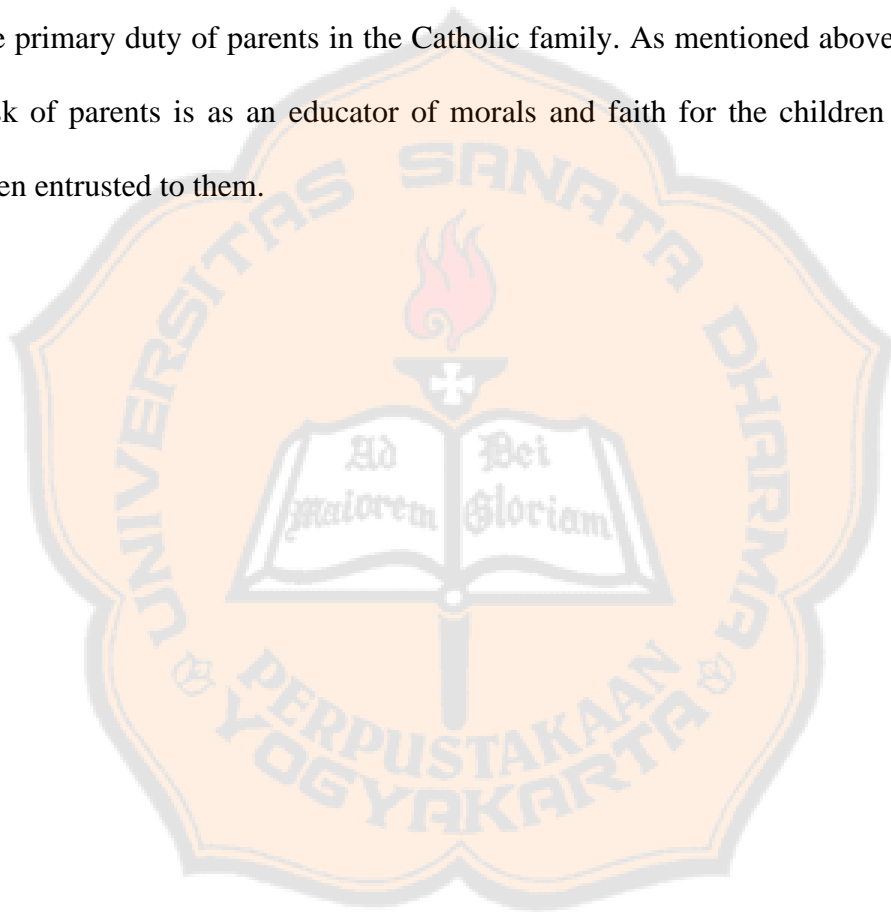 e primary duty of parents in the Catholic family. As mentioned above
sk of parents is as an educator of morals and faith for the children
en entrusted to them.
UNIVERSITAS SANATA DHARMA
Ad Dei
Maiorem Gloriam
PERPUSTAKAAN
YOGYAKARTA